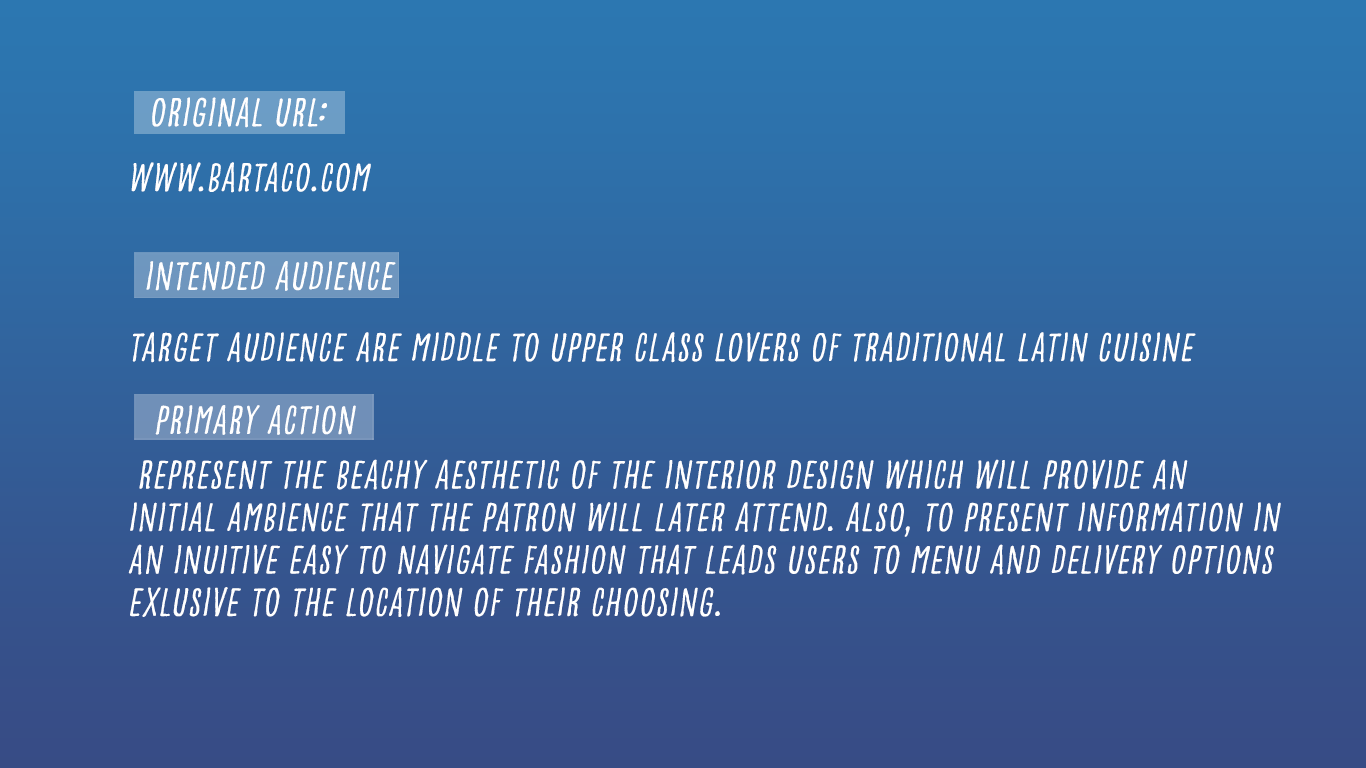 ORIGINAL URL:
WWW.BARTACO.COM
INTENDED AUDIENCE
TARGET AUDIENCE ARE MIDDLE TO UPPER CLASS LOVERS OF TRADITIONAL LATIN CUISINE
PRIMARY ACTION
REPRESENT THE BEACHY AESTHETIC OF THE INTERIOR DESIGN WHICH WILL PROVIDE AN
INITIAL AMBIENCE THAT THE PATRON WILL LATER ATTEND. ALSO, TO PRESENT INFORMATION IN
AN INUITIVE EASY TO NAVIGATE FASHION THAT LEADS USERS TO MENU AND DELIVERY OPTIONS
EXLUSIVE TO THE LOCATION OF THEIR CHOOSING.